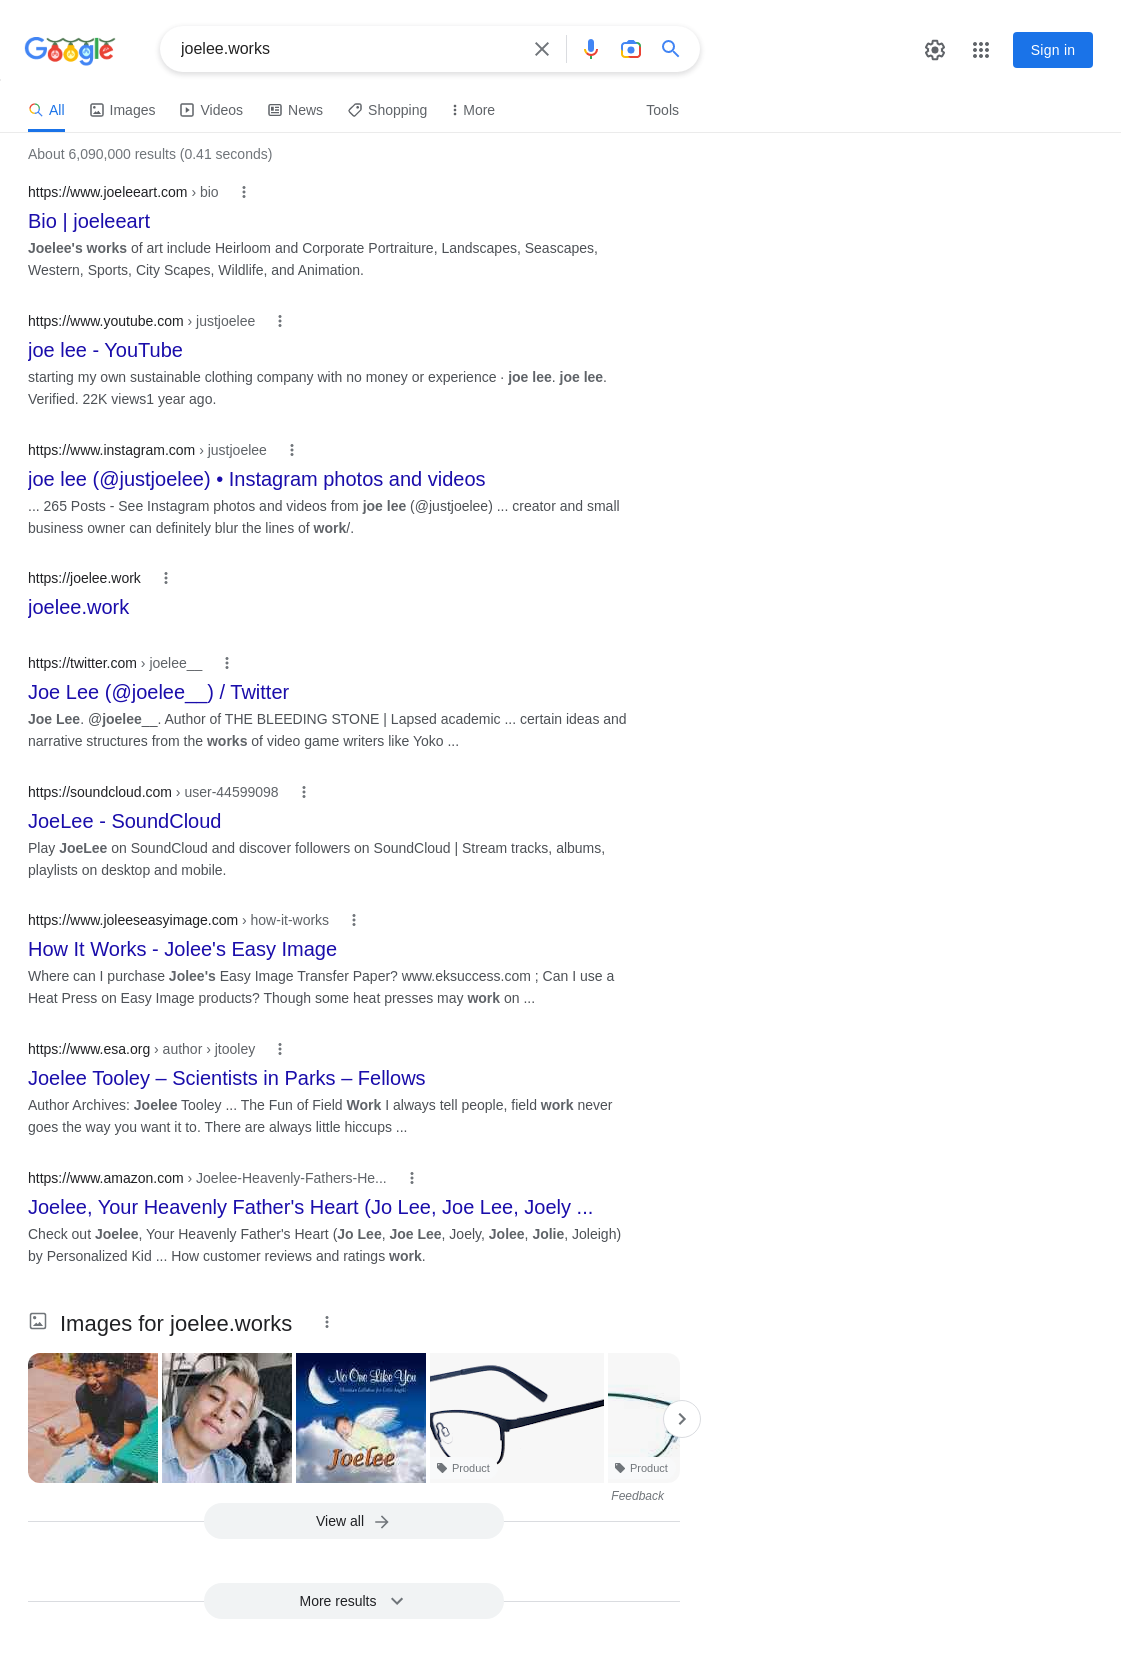 Google
joelee.works
Sign in
All
Images
Videos
News
Shopping
More
Tools
About 6,090,000 results (0.41 seconds)
https://www.joeleeart.com › bio
Bio | joeleeart
Joelee's works of art include Heirloom and Corporate Portraiture, Landscapes, Seascapes,
Western, Sports, City Scapes, Wildlife, and Animation.
https://www.youtube.com › justjoelee
joe lee - YouTube
starting my own sustainable clothing company with no money or experience · joe lee. joe lee.
Verified. 22K views1 year ago.
https://www.instagram.com › justjoelee
joe lee (@justjoelee) • Instagram photos and videos
... 265 Posts - See Instagram photos and videos from joe lee (@justjoelee) ... creator and small
business owner can definitely blur the lines of work/.
https://joelee.work
joelee.work
https://twitter.com › joelee__
Joe Lee (@joelee__) / Twitter
Joe Lee. @joelee__. Author of THE BLEEDING STONE | Lapsed academic ... certain ideas and
narrative structures from the works of video game writers like Yoko ...
https://soundcloud.com › user-44599098
JoeLee - SoundCloud
Play JoeLee on SoundCloud and discover followers on SoundCloud | Stream tracks, albums,
playlists on desktop and mobile.
https://www.joleeseasyimage.com › how-it-works
How It Works - Jolee's Easy Image
Where can I purchase Jolee's Easy Image Transfer Paper? www.eksuccess.com ; Can I use a
Heat Press on Easy Image products? Though some heat presses may work on ...
https://www.esa.org › author › jtooley
Joelee Tooley – Scientists in Parks – Fellows
Author Archives: Joelee Tooley ... The Fun of Field Work I always tell people, field work never
goes the way you want it to. There are always little hiccups ...
https://www.amazon.com › Joelee-Heavenly-Fathers-He...
Joelee, Your Heavenly Father's Heart (Jo Lee, Joe Lee, Joely ...
Check out Joelee, Your Heavenly Father's Heart (Jo Lee, Joe Lee, Joely, Jolee, Jolie, Joleigh)
by Personalized Kid ... How customer reviews and ratings work.
Images for joelee.works
No One Like You
Christian Lullabies for Little Angels
Joelee
Product
Product
Feedback
View all
More results